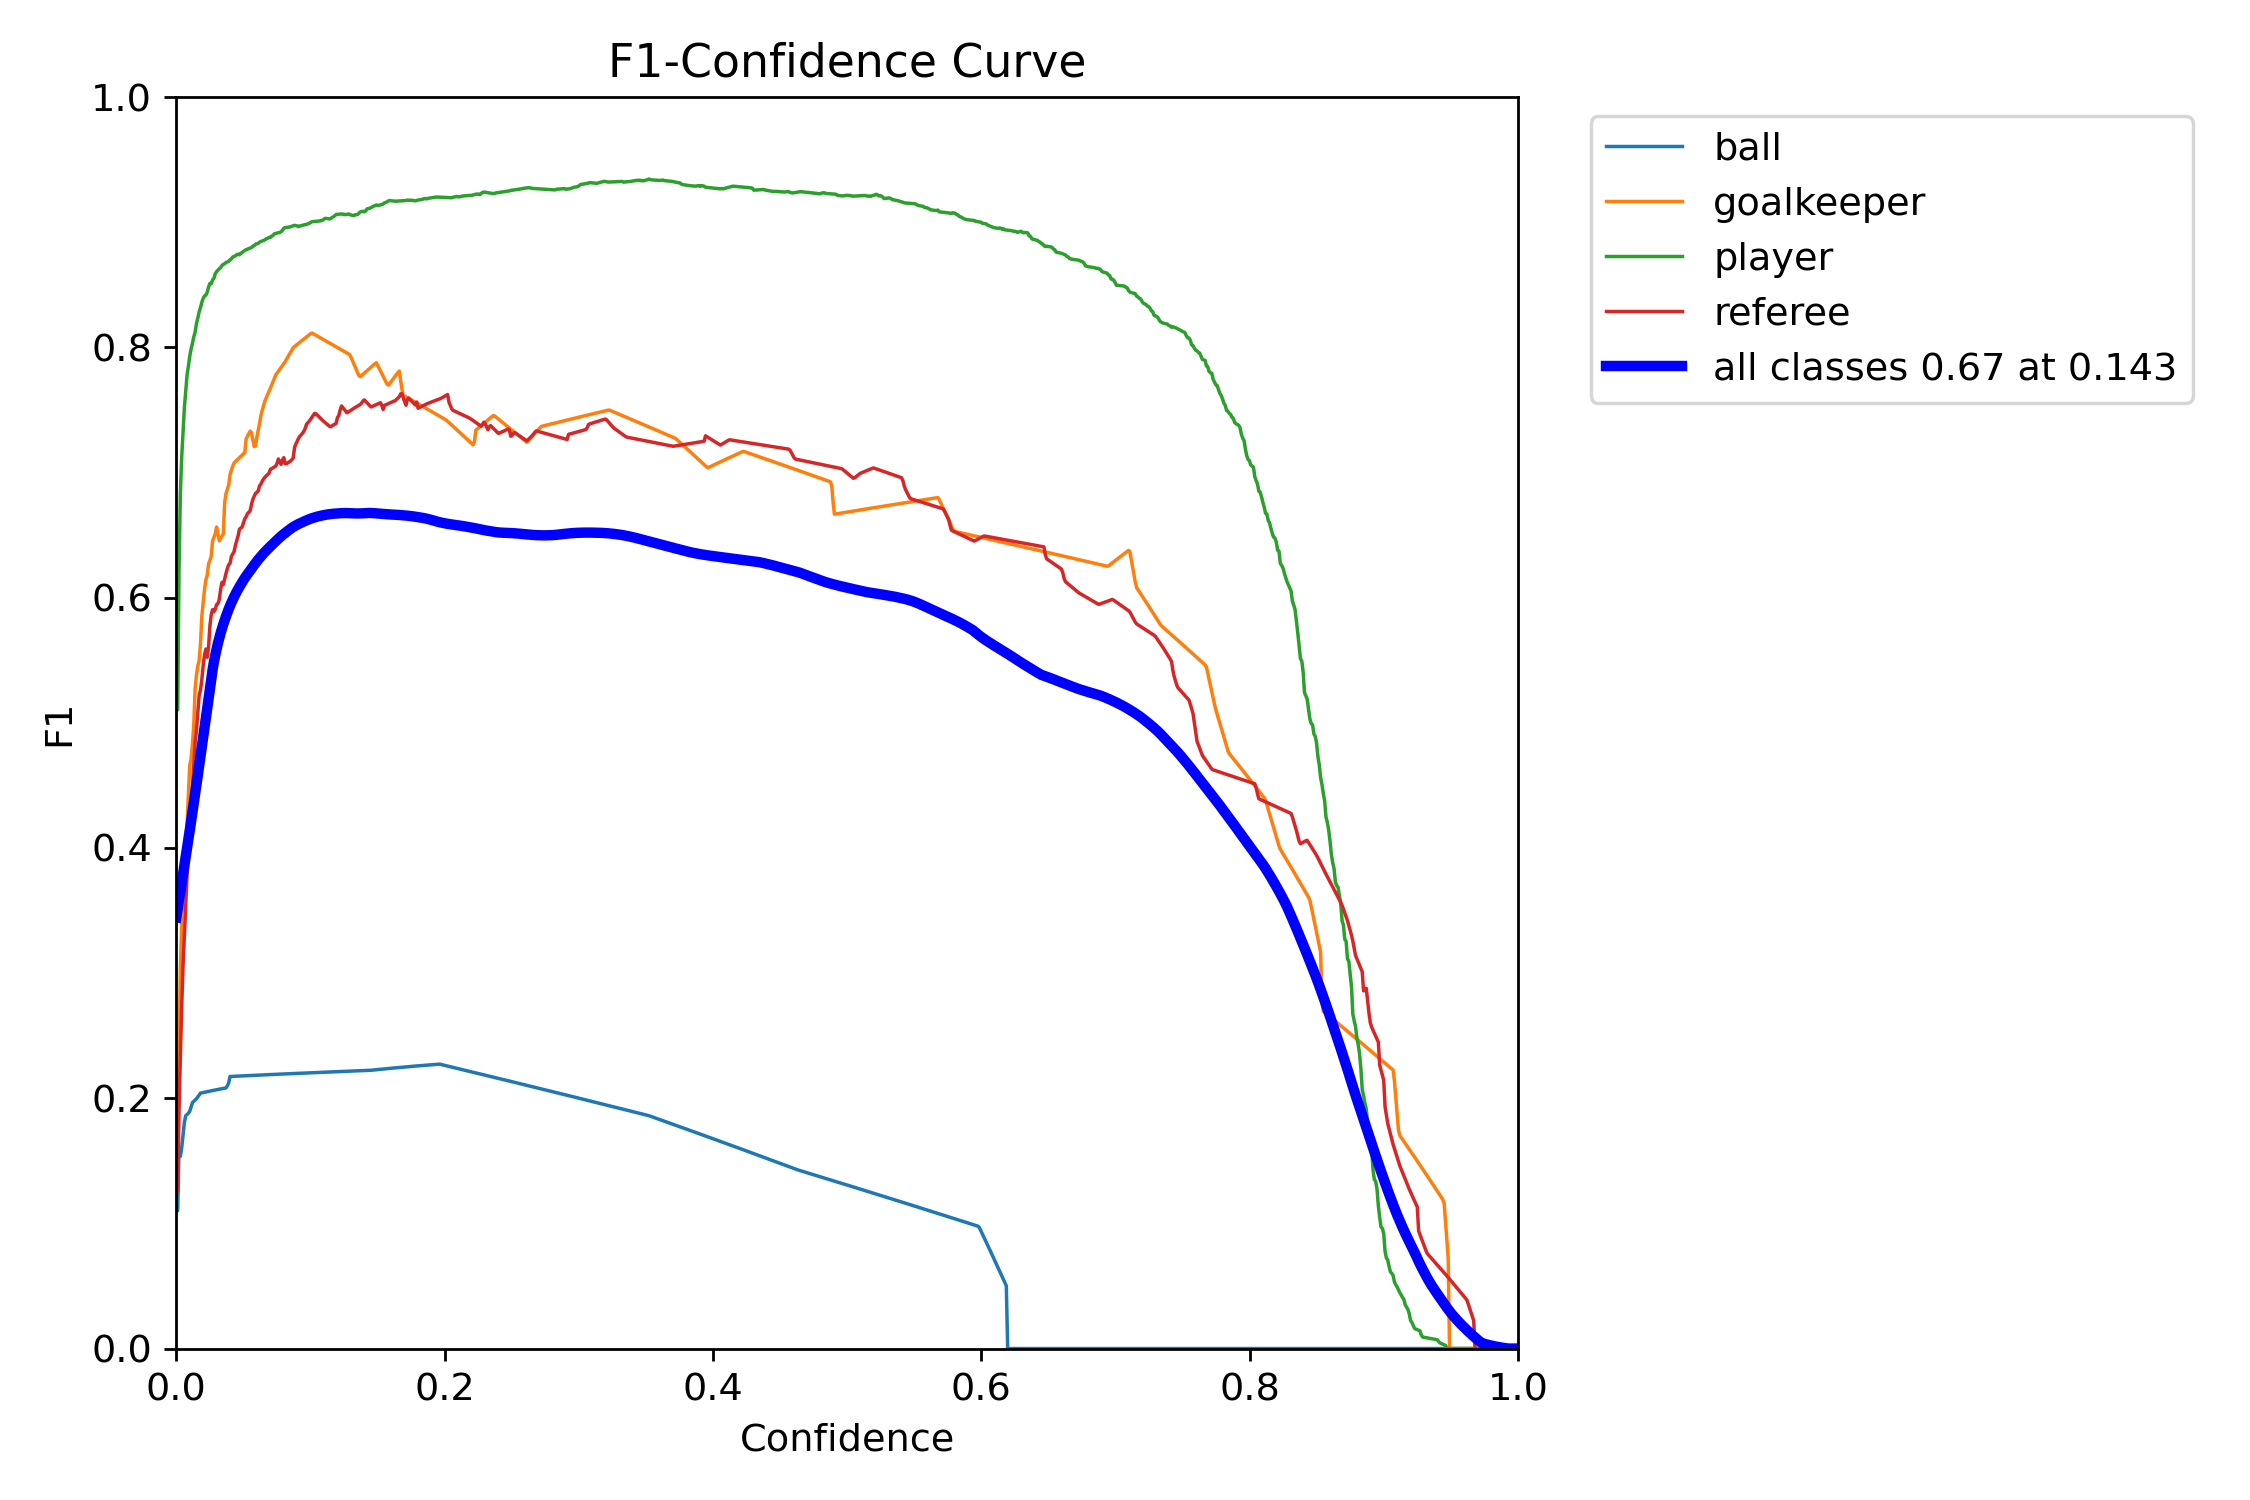 F1-Confidence Curve
1.0
0.8
0.6
0.4
0.2
0.0
F1
0.0 0.2 0.4 0.6 0.8 1.0
Confidence
ball
goalkeeper
player
referee
all classes 0.67 at 0.143